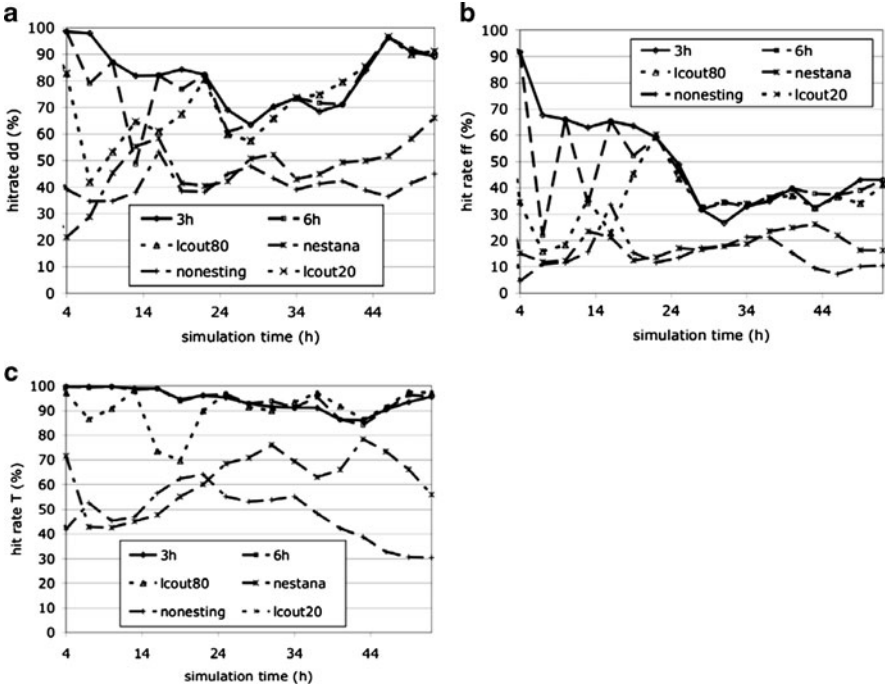 a
hitrate dd (%)
100
90
80
70
60
50
40
30
20
10
0
3h 6h
lcout80 nestana
nonesting lcout20
4 14 24 34 44
simulation time (h)
b
hit rate ff (%)
100
90
80
70
60
50
40
30
20
10
0
3h 6h
lcout80 nestana
nonesting lcout20
4 14 24 34 44
simulation time (h)
c
hit rate T (%)
100
90
80
70
60
50
40
30
20
10
0
3h 6h
lcout80 nestana
nonesting lcout20
4 14 24 34 44
simulation time (h)